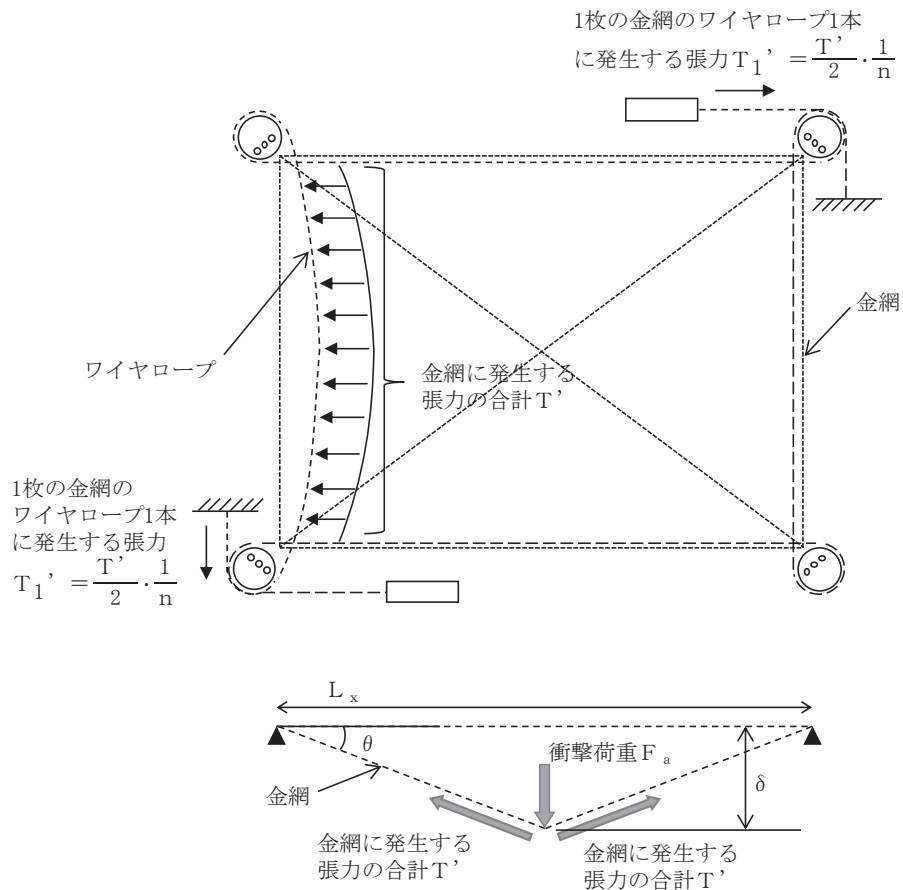 1枚の金網のワイヤロープ1本
に発生する張力T₁’ = T’/2 · 1/n
金網
ワイヤロープ
金網に発生する
張力の合計T’
1枚の金網の
ワイヤロープ1本
に発生する張力
T₁’ = T’/2 · 1/n
Lₓ
θ
衝撃荷重Fₐ
δ
金網
金網に発生する
張力の合計T’
金網に発生する
張力の合計T’